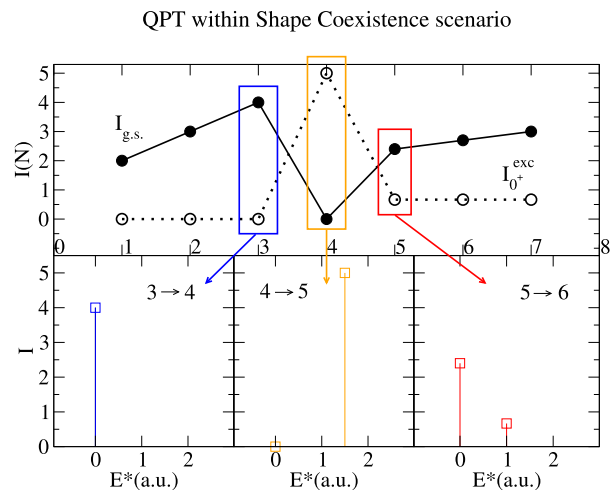 QPT within Shape Coexistence scenario
5
4
3
2
1
0
I(N)
I g.s.
I 0+ exc
0 1 2 3 4 5 6 7 8
3 → 4
4 → 5
5 → 6
5
4
3
2
1
0
I
0 1 2
0 1 2
0 1 2
E*(a.u.)
E*(a.u.)
E*(a.u.)